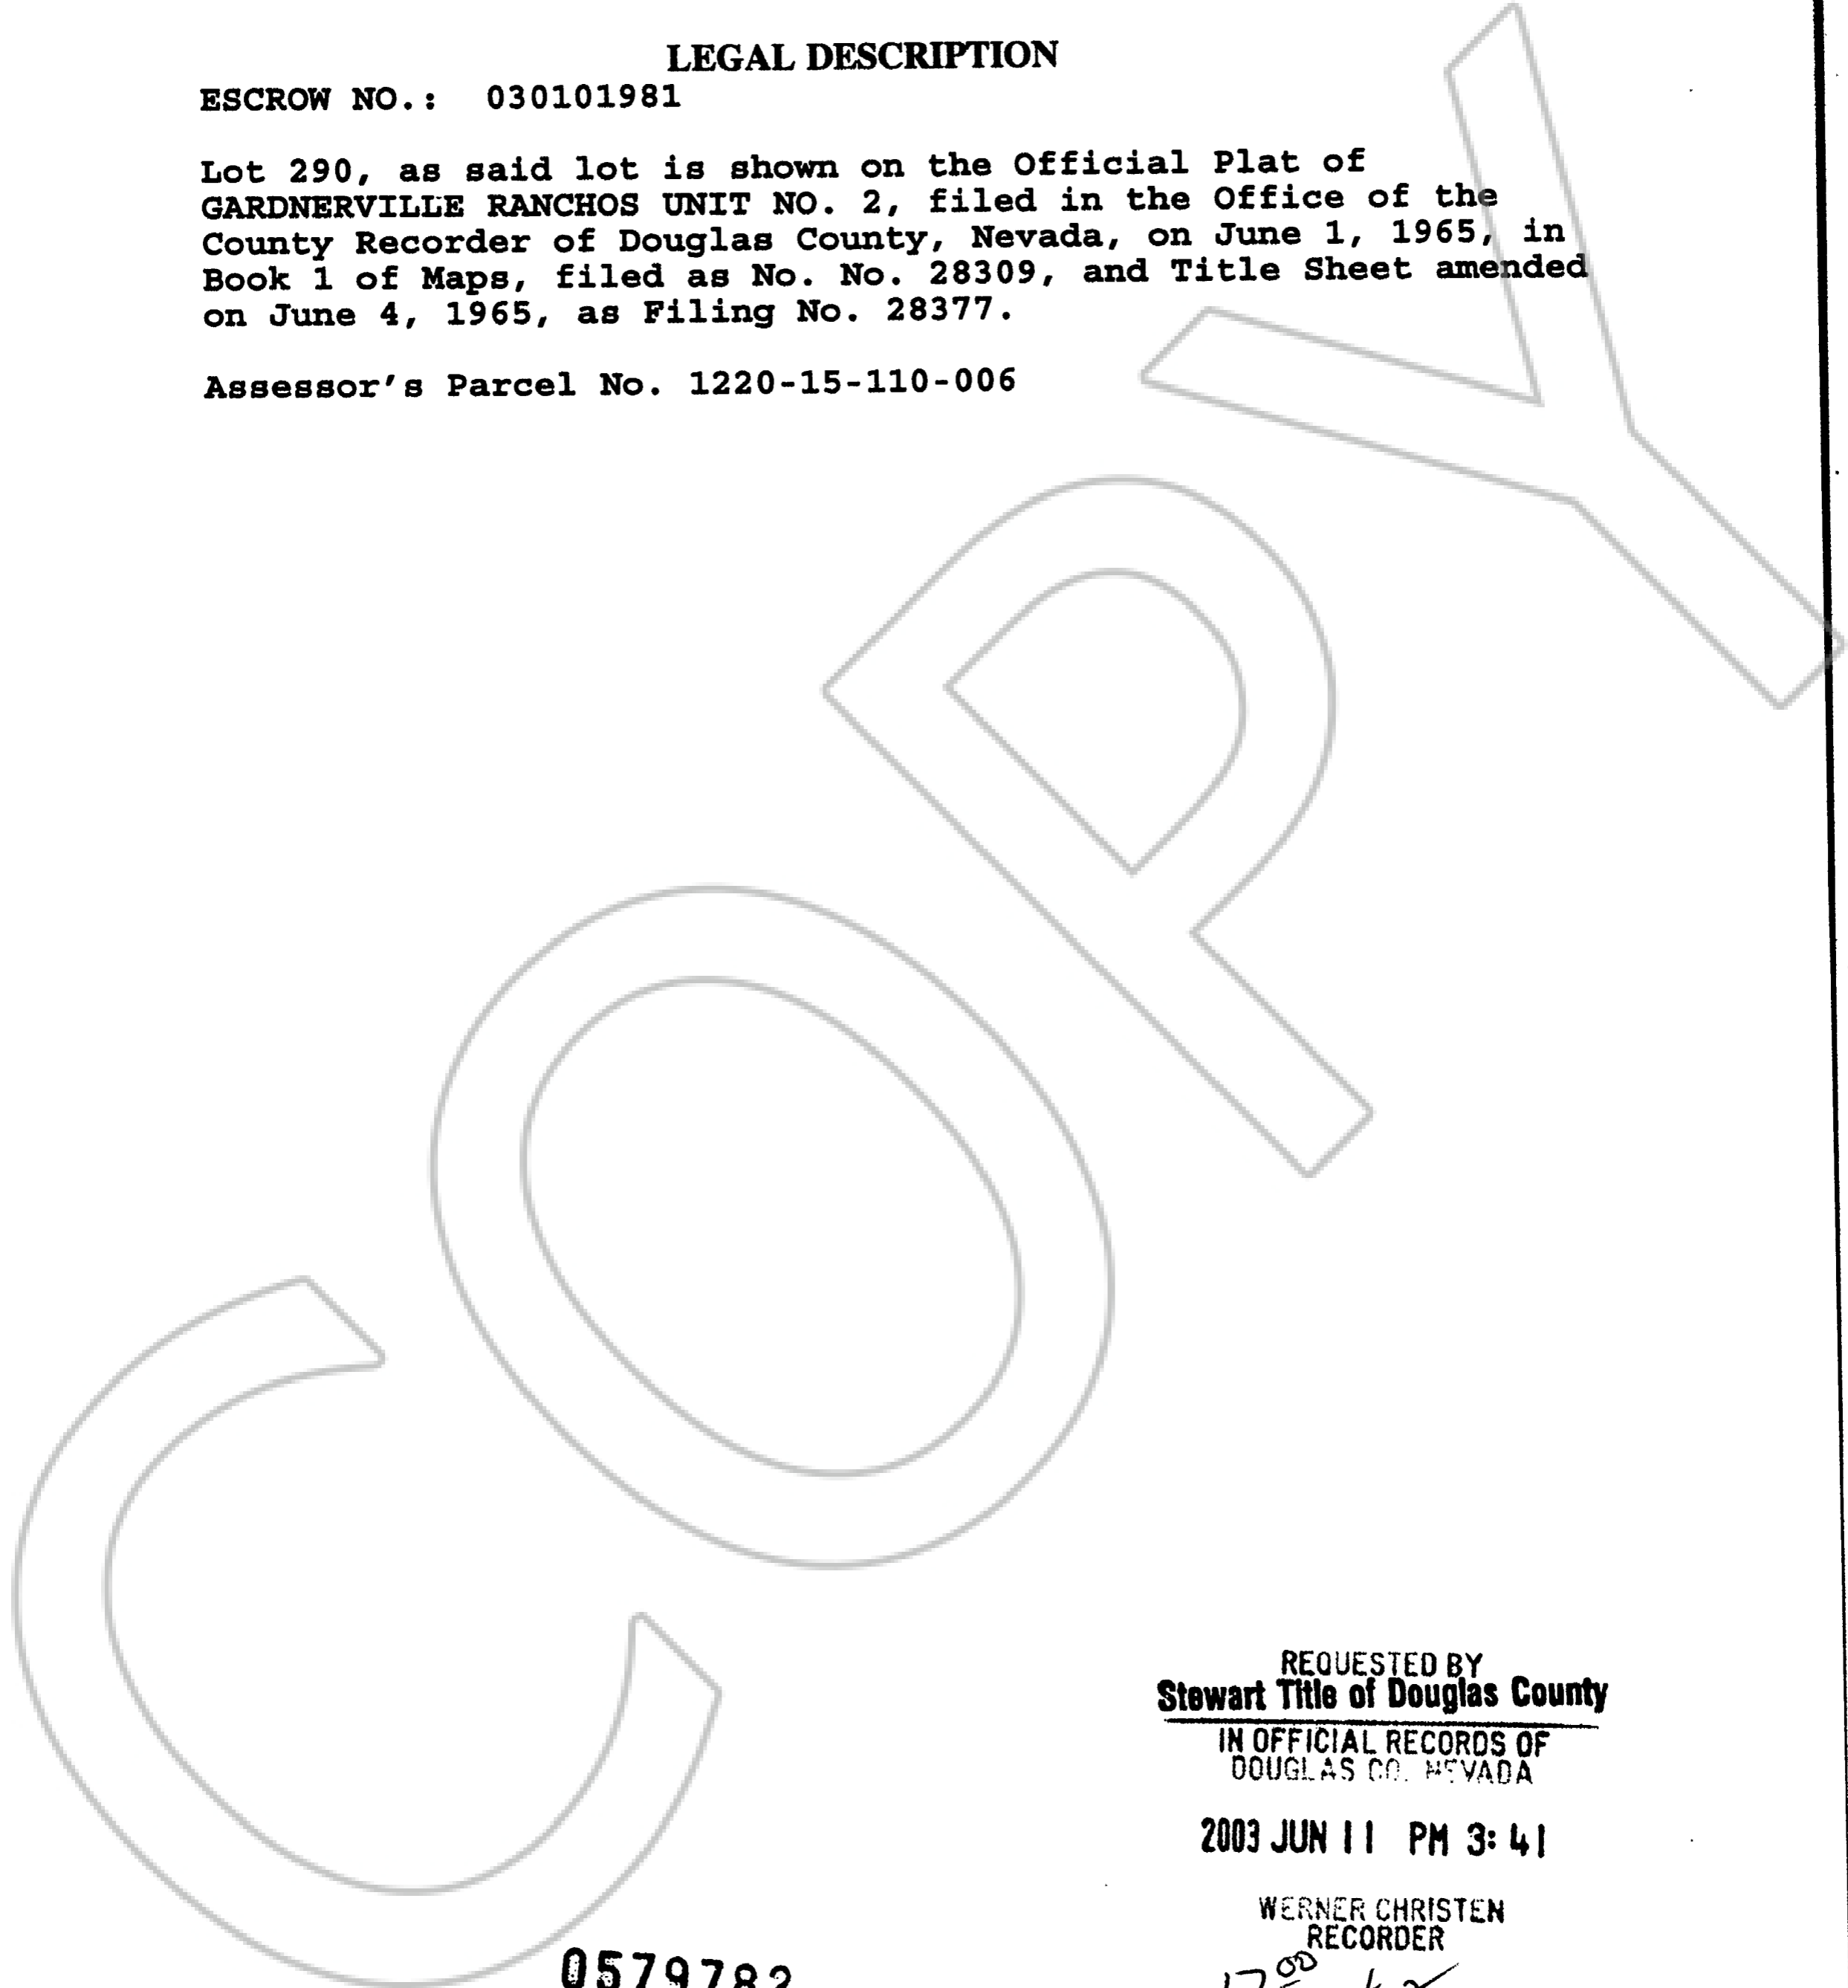 LEGAL DESCRIPTION
ESCROW NO.: 030101981
Lot 290, as said lot is shown on the Official Plat of
GARDNERVILLE RANCHOS UNIT NO. 2, filed in the Office of the
County Recorder of Douglas County, Nevada, on June 1, 1965, in
Book 1 of Maps, filed as No. No. 28309, and Title Sheet amended
on June 4, 1965, as Filing No. 28377.
Assessor's Parcel No. 1220-15-110-006
COPY
REQUESTED BY
Stewart Title of Douglas County
IN OFFICIAL RECORDS OF
DOUGLAS CO. NEVADA
2003 JUN 11 PM 3:41
WERNER CHRISTEN
RECORDER
0579782